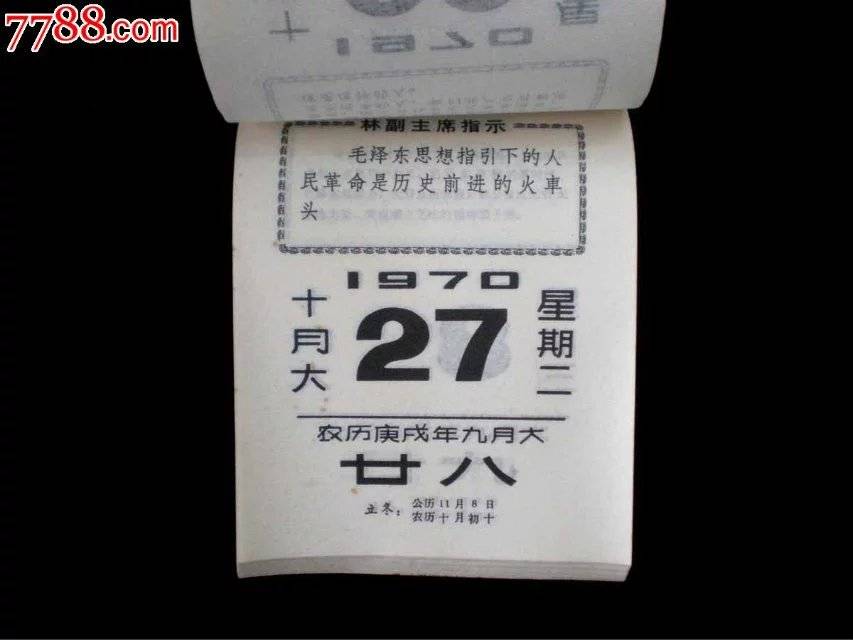 7788.com
十 1970 星
林副主席指示
毛泽东思想指引下的人
民革命是历史前进的火車
头
1970
十月大
27
星期二
农历庚戌年九月大
廿八
立冬：公历11月8日
农历十月初十